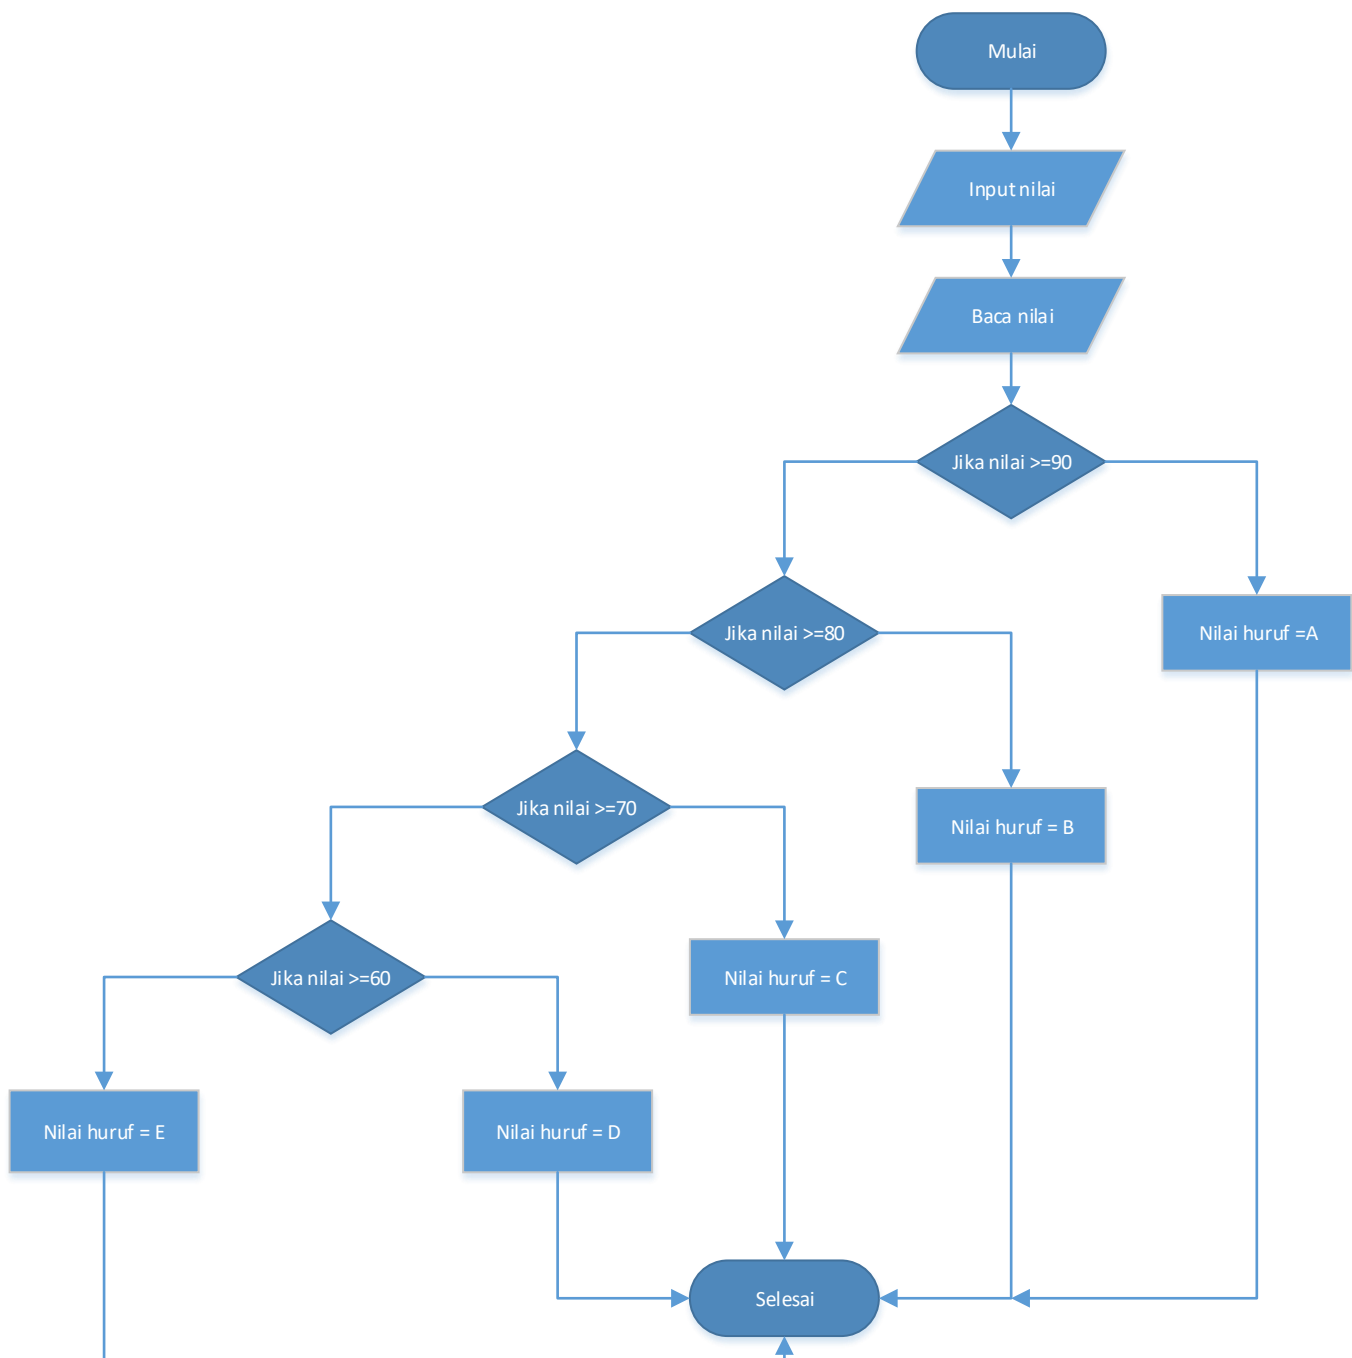 Mulai
Input nilai
Baca nilai
Jika nilai >=90
Jika nilai >=80
Nilai huruf =A
Jika nilai >=70
Nilai huruf = B
Jika nilai >=60
Nilai huruf = C
Nilai huruf = E
Nilai huruf = D
Selesai